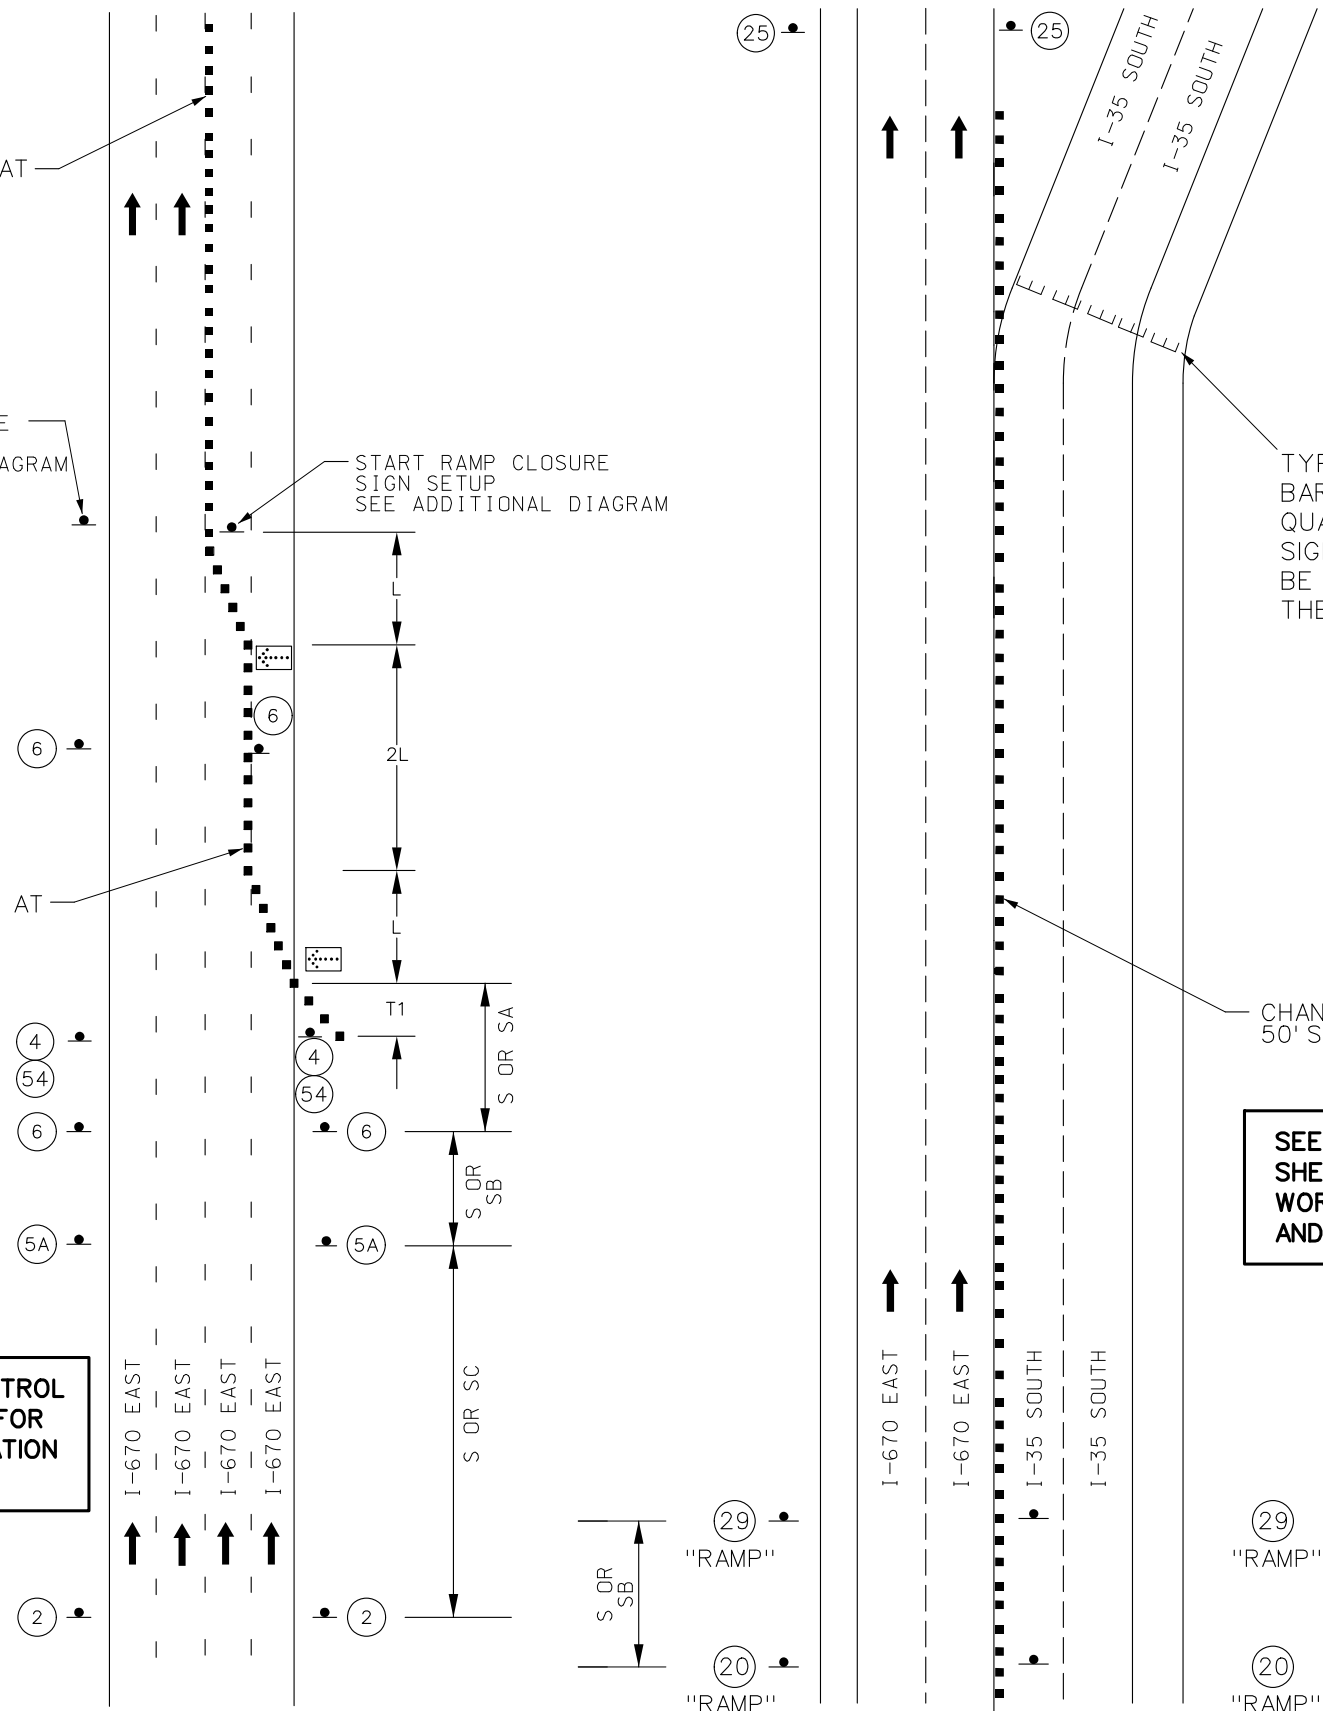 25
25
I-35 SOUTH
I-35 SOUTH
AT
E
AGRAM
START RAMP CLOSURE
SIGN SETUP
SEE ADDITIONAL DIAGRAM
TYP
BAR
QUA
SIG
BE
THE
L
6
6
2L
AT
L
T1
S OR SA
4
54
4
54
6
6
S OR
SB
5A
5A
CHAN
50' S
SEE
SHE
WOR
AND
S OR SC
TROL
FOR
ATION
I-670 EAST
I-670 EAST
I-670 EAST
I-670 EAST
2
2
I-670 EAST
I-670 EAST
I-35 SOUTH
I-35 SOUTH
29
"RAMP"
S OR
SB
20
"RAMP"
29
"RAMP"
20
"RAMP"